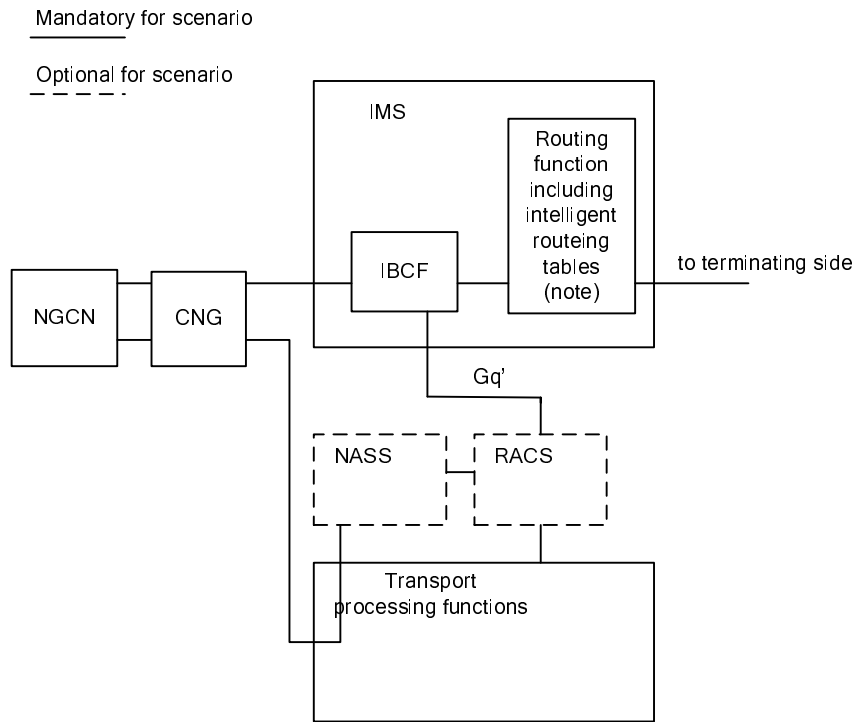 Mandatory for scenario
Optional for scenario
IMS
Routing
function
including
intelligent
routeing
tables
(note)
IBCF
to terminating side
NGCN
CNG
Gq’
NASS
RACS
Transport
processing functions